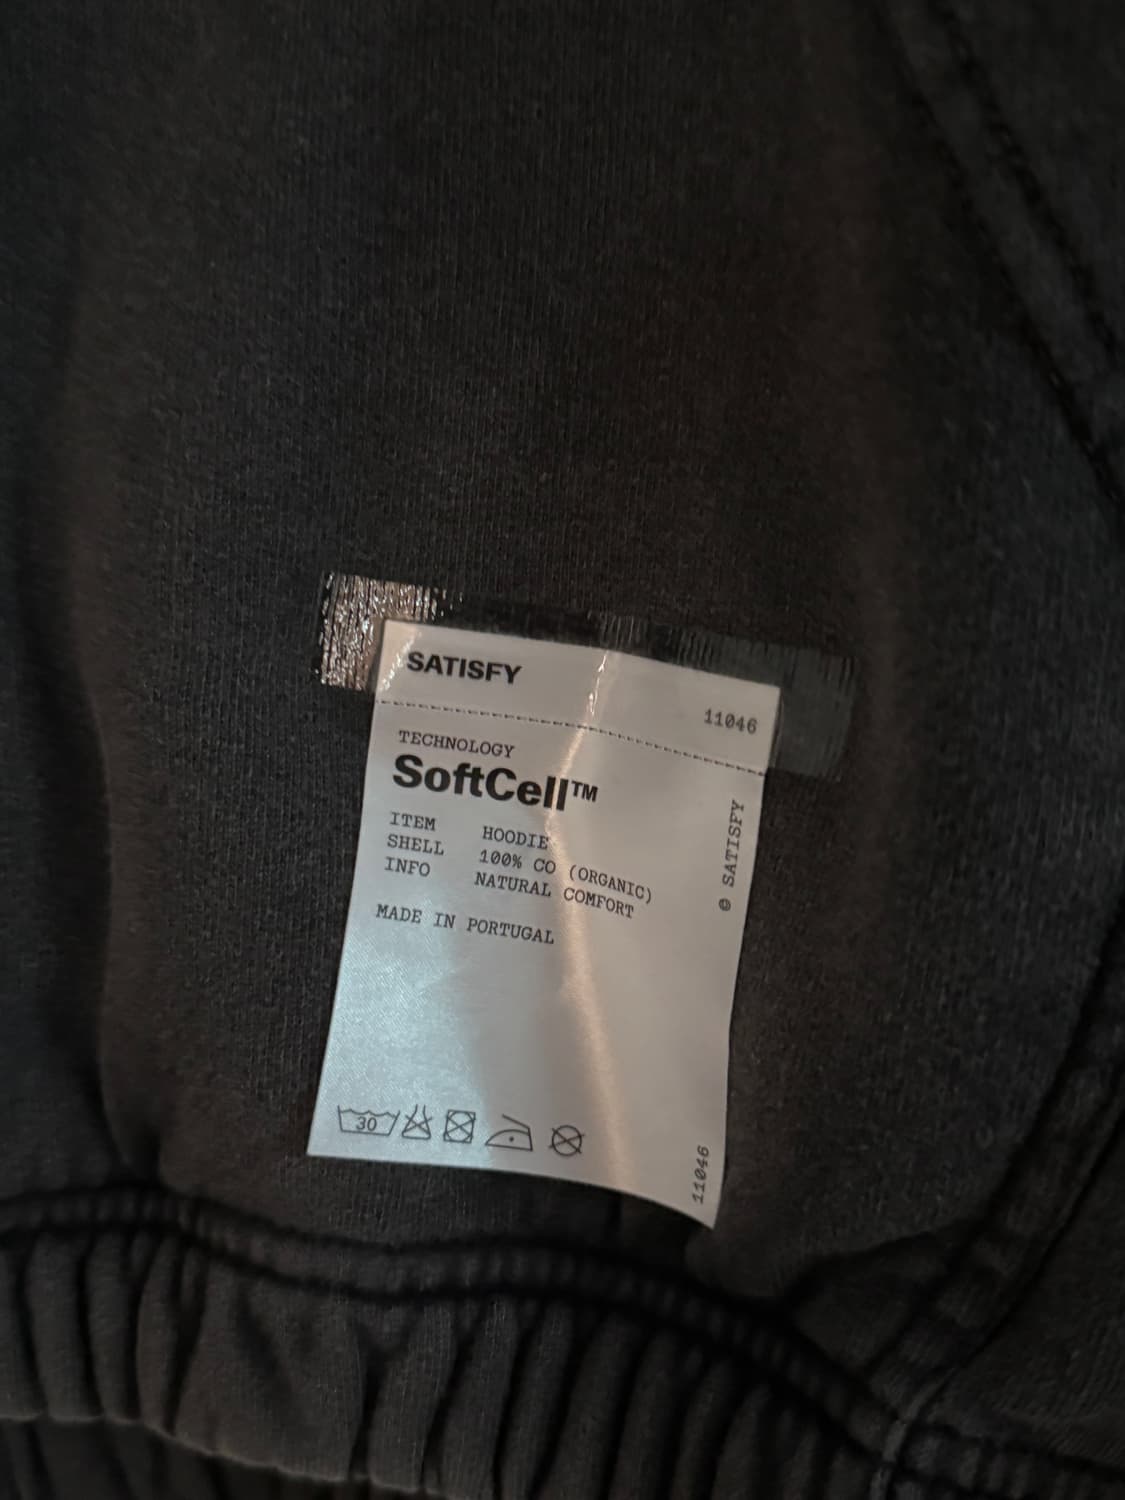 SATISFY
11046
TECHNOLOGY
SoftCell™
ITEM HOODIE
SHELL 100% CO (ORGANIC)
INFO NATURAL COMFORT
MADE IN PORTUGAL
© SATISFY
30
11046